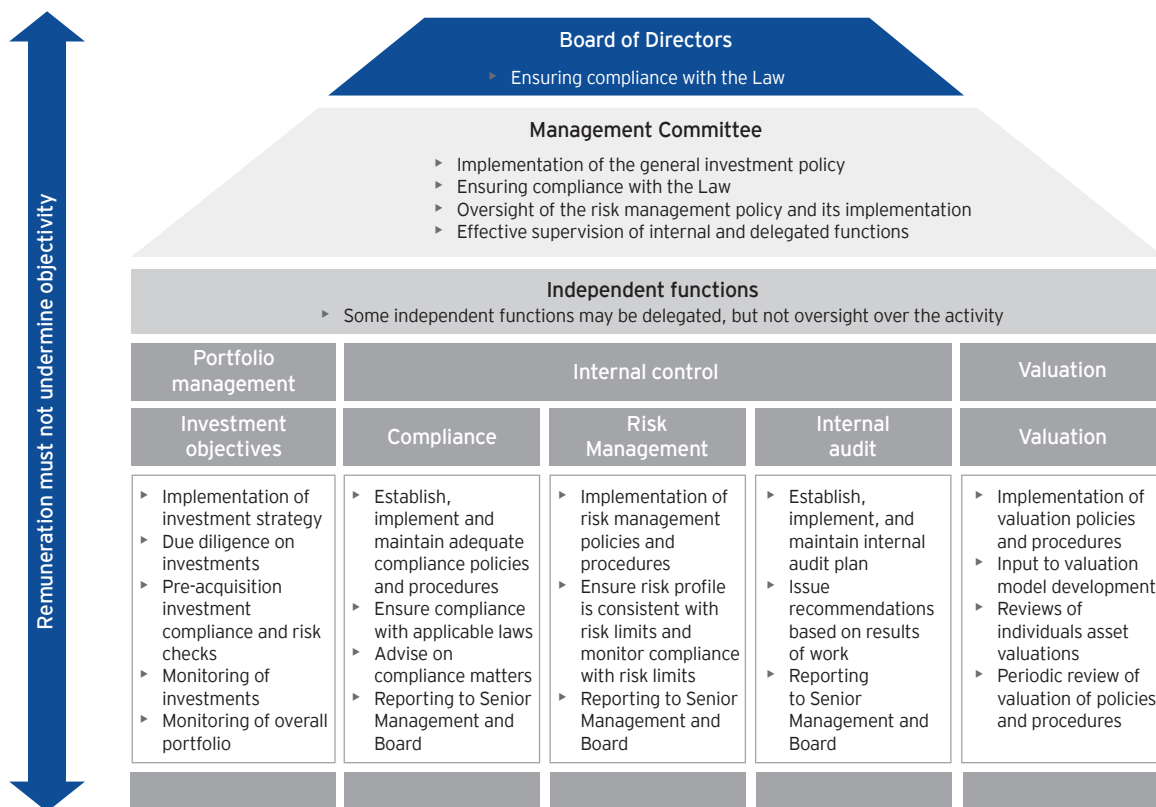 Remuneration must not undermine objectivity
Board of Directors
‣ Ensuring compliance with the Law
Management Committee
‣ Implementation of the general investment policy
‣ Ensuring compliance with the Law
‣ Oversight of the risk management policy and its implementation
‣ Effective supervision of internal and delegated functions
Independent functions
‣ Some independent functions may be delegated, but not oversight over the activity
Portfolio
management
Internal control
Valuation
Investment
objectives
Compliance
Risk
Management
Internal
audit
Valuation
‣ Implementation of
investment strategy
‣ Due diligence on
investments
‣ Pre-acquisition
investment
compliance and risk
checks
‣ Monitoring of
investments
‣ Monitoring of overall
portfolio
‣ Establish,
implement and
maintain adequate
compliance policies
and procedures
‣ Ensure compliance
with applicable laws
‣ Advise on
compliance matters
‣ Reporting to Senior
Management and
Board
‣ Implementation of
risk management
policies and
procedures
‣ Ensure risk profile
is consistent with
risk limits and
monitor compliance
with risk limits
‣ Reporting to Senior
Management and
Board
‣ Establish,
implement, and
maintain internal
audit plan
‣ Issue
recommendations
based on results
of work
‣ Reporting
to Senior
Management and
Board
‣ Implementation of
valuation policies
and procedures
‣ Input to valuation
model development
‣ Reviews of
individuals asset
valuations
‣ Periodic review of
valuation of policies
and procedures